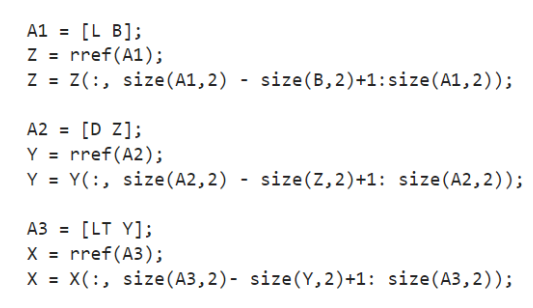 A1 = [L B];
Z = rref(A1);
Z = Z(:, size(A1,2) - size(B,2)+1:size(A1,2));
A2 = [D Z];
Y = rref(A2);
Y = Y(:, size(A2,2) - size(Z,2)+1: size(A2,2));
A3 = [LT Y];
X = rref(A3);
X = X(:, size(A3,2)- size(Y,2)+1: size(A3,2));